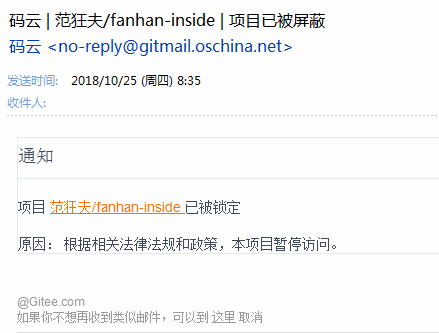 码云 | 范狂夫/fanhan-inside | 项目已被屏蔽
码云 <no-reply@gitmail.oschina.net>
发送时间: 2018/10/25 (周四) 8:35
收件人:
通知
项目 范狂夫/fanhan-inside 已被锁定
原因： 根据相关法律法规和政策，本项目暂停访问。
@Gitee.com
如果你不想再收到类似邮件，可以到 这里 取消